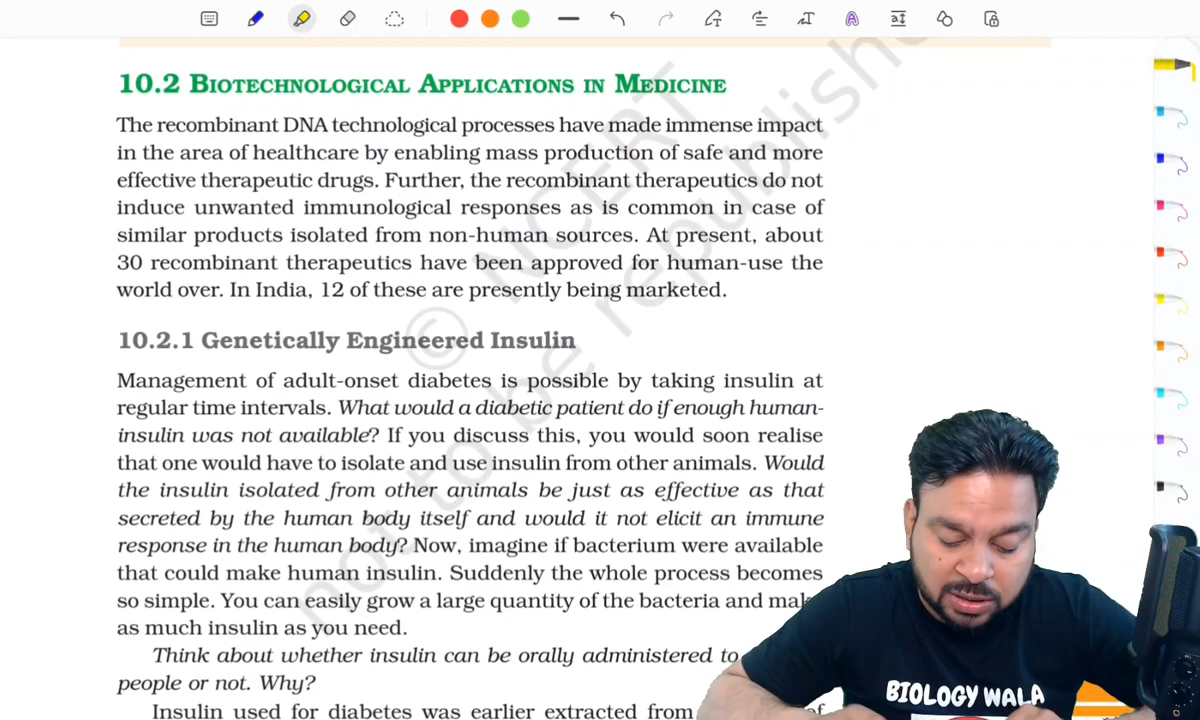 10.2 BIOTECHNOLOGICAL APPLICATIONS IN MEDICINE
The recombinant DNA technological processes have made immense impact
in the area of healthcare by enabling mass production of safe and more
effective therapeutic drugs. Further, the recombinant therapeutics do not
induce unwanted immunological responses as is common in case of
similar products isolated from non-human sources. At present, about
30 recombinant therapeutics have been approved for human-use the
world over. In India, 12 of these are presently being marketed.
10.2.1 Genetically Engineered Insulin
Management of adult-onset diabetes is possible by taking insulin at
regular time intervals. What would a diabetic patient do if enough human-
insulin was not available? If you discuss this, you would soon realise
that one would have to isolate and use insulin from other animals. Would
the insulin isolated from other animals be just as effective as that
secreted by the human body itself and would it not elicit an immune
response in the human body? Now, imagine if bacterium were available
that could make human insulin. Suddenly the whole process becomes
so simple. You can easily grow a large quantity of the bacteria and mak
as much insulin as you need.
Think about whether insulin can be orally administered to
people or not. Why?
Insulin used for diabetes was earlier extracted from of
© NCERT
not to be republishe
BIOLOGY WALA